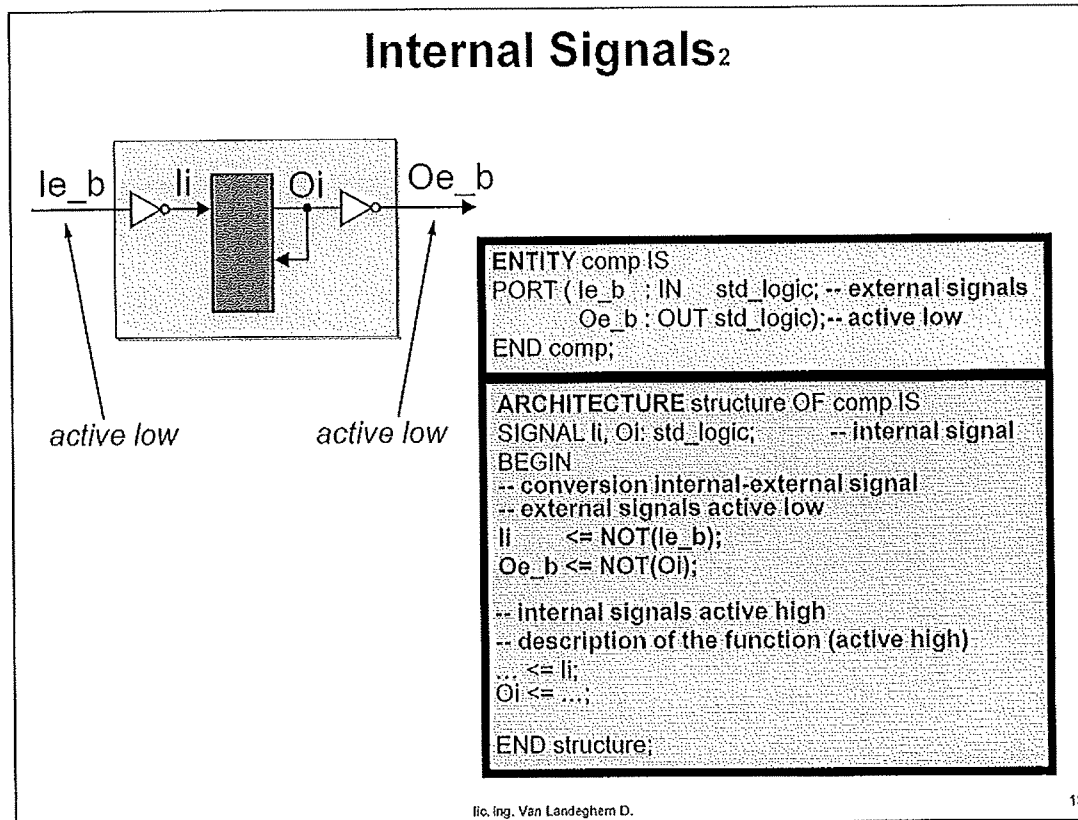 Internal Signals2
Ie_b
Ii
Oi
Oe_b
active low
active low
ENTITY comp IS
PORT ( Ie_b : IN std_logic; -- external signals
Oe_b : OUT std_logic);-- active low
END comp;
ARCHITECTURE structure OF comp IS
SIGNAL Ii, Oi: std_logic; -- internal signal
BEGIN
-- conversion internal-external signal
-- external signals active low
Ii <= NOT(Ie_b);
Oe_b <= NOT(Oi);
-- internal signals active high
-- description of the function (active high)
... <= Ii;
Oi <= ...;
END structure;
lic. ing. Van Landeghem D.